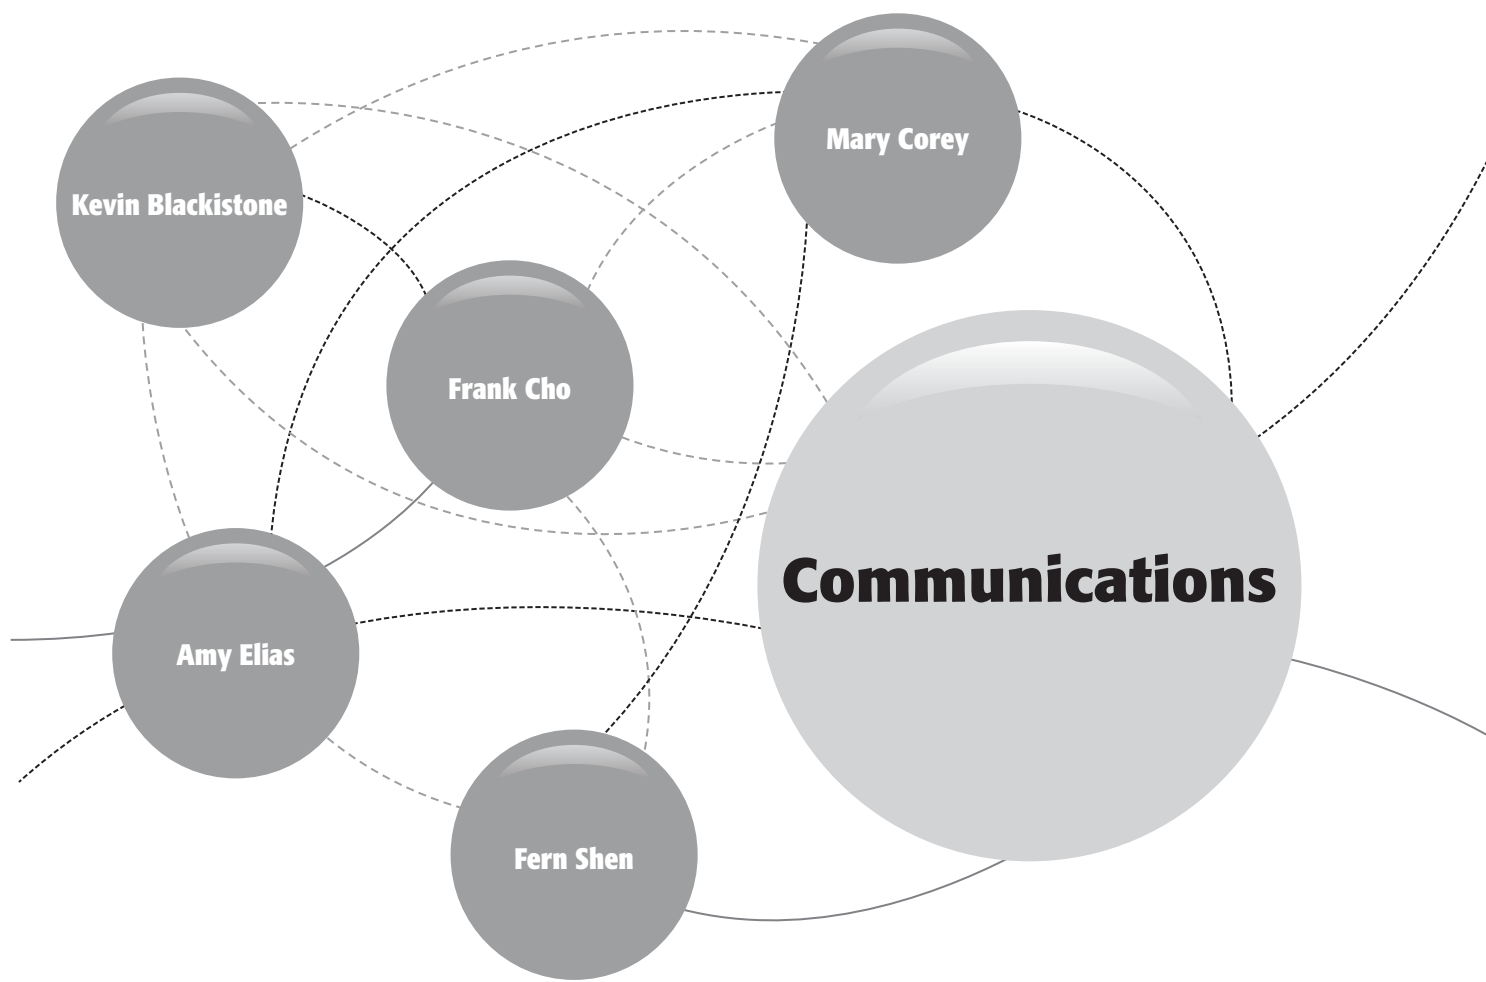 Mary Corey
Kevin Blackistone
Frank Cho
Communications
Amy Elias
Fern Shen